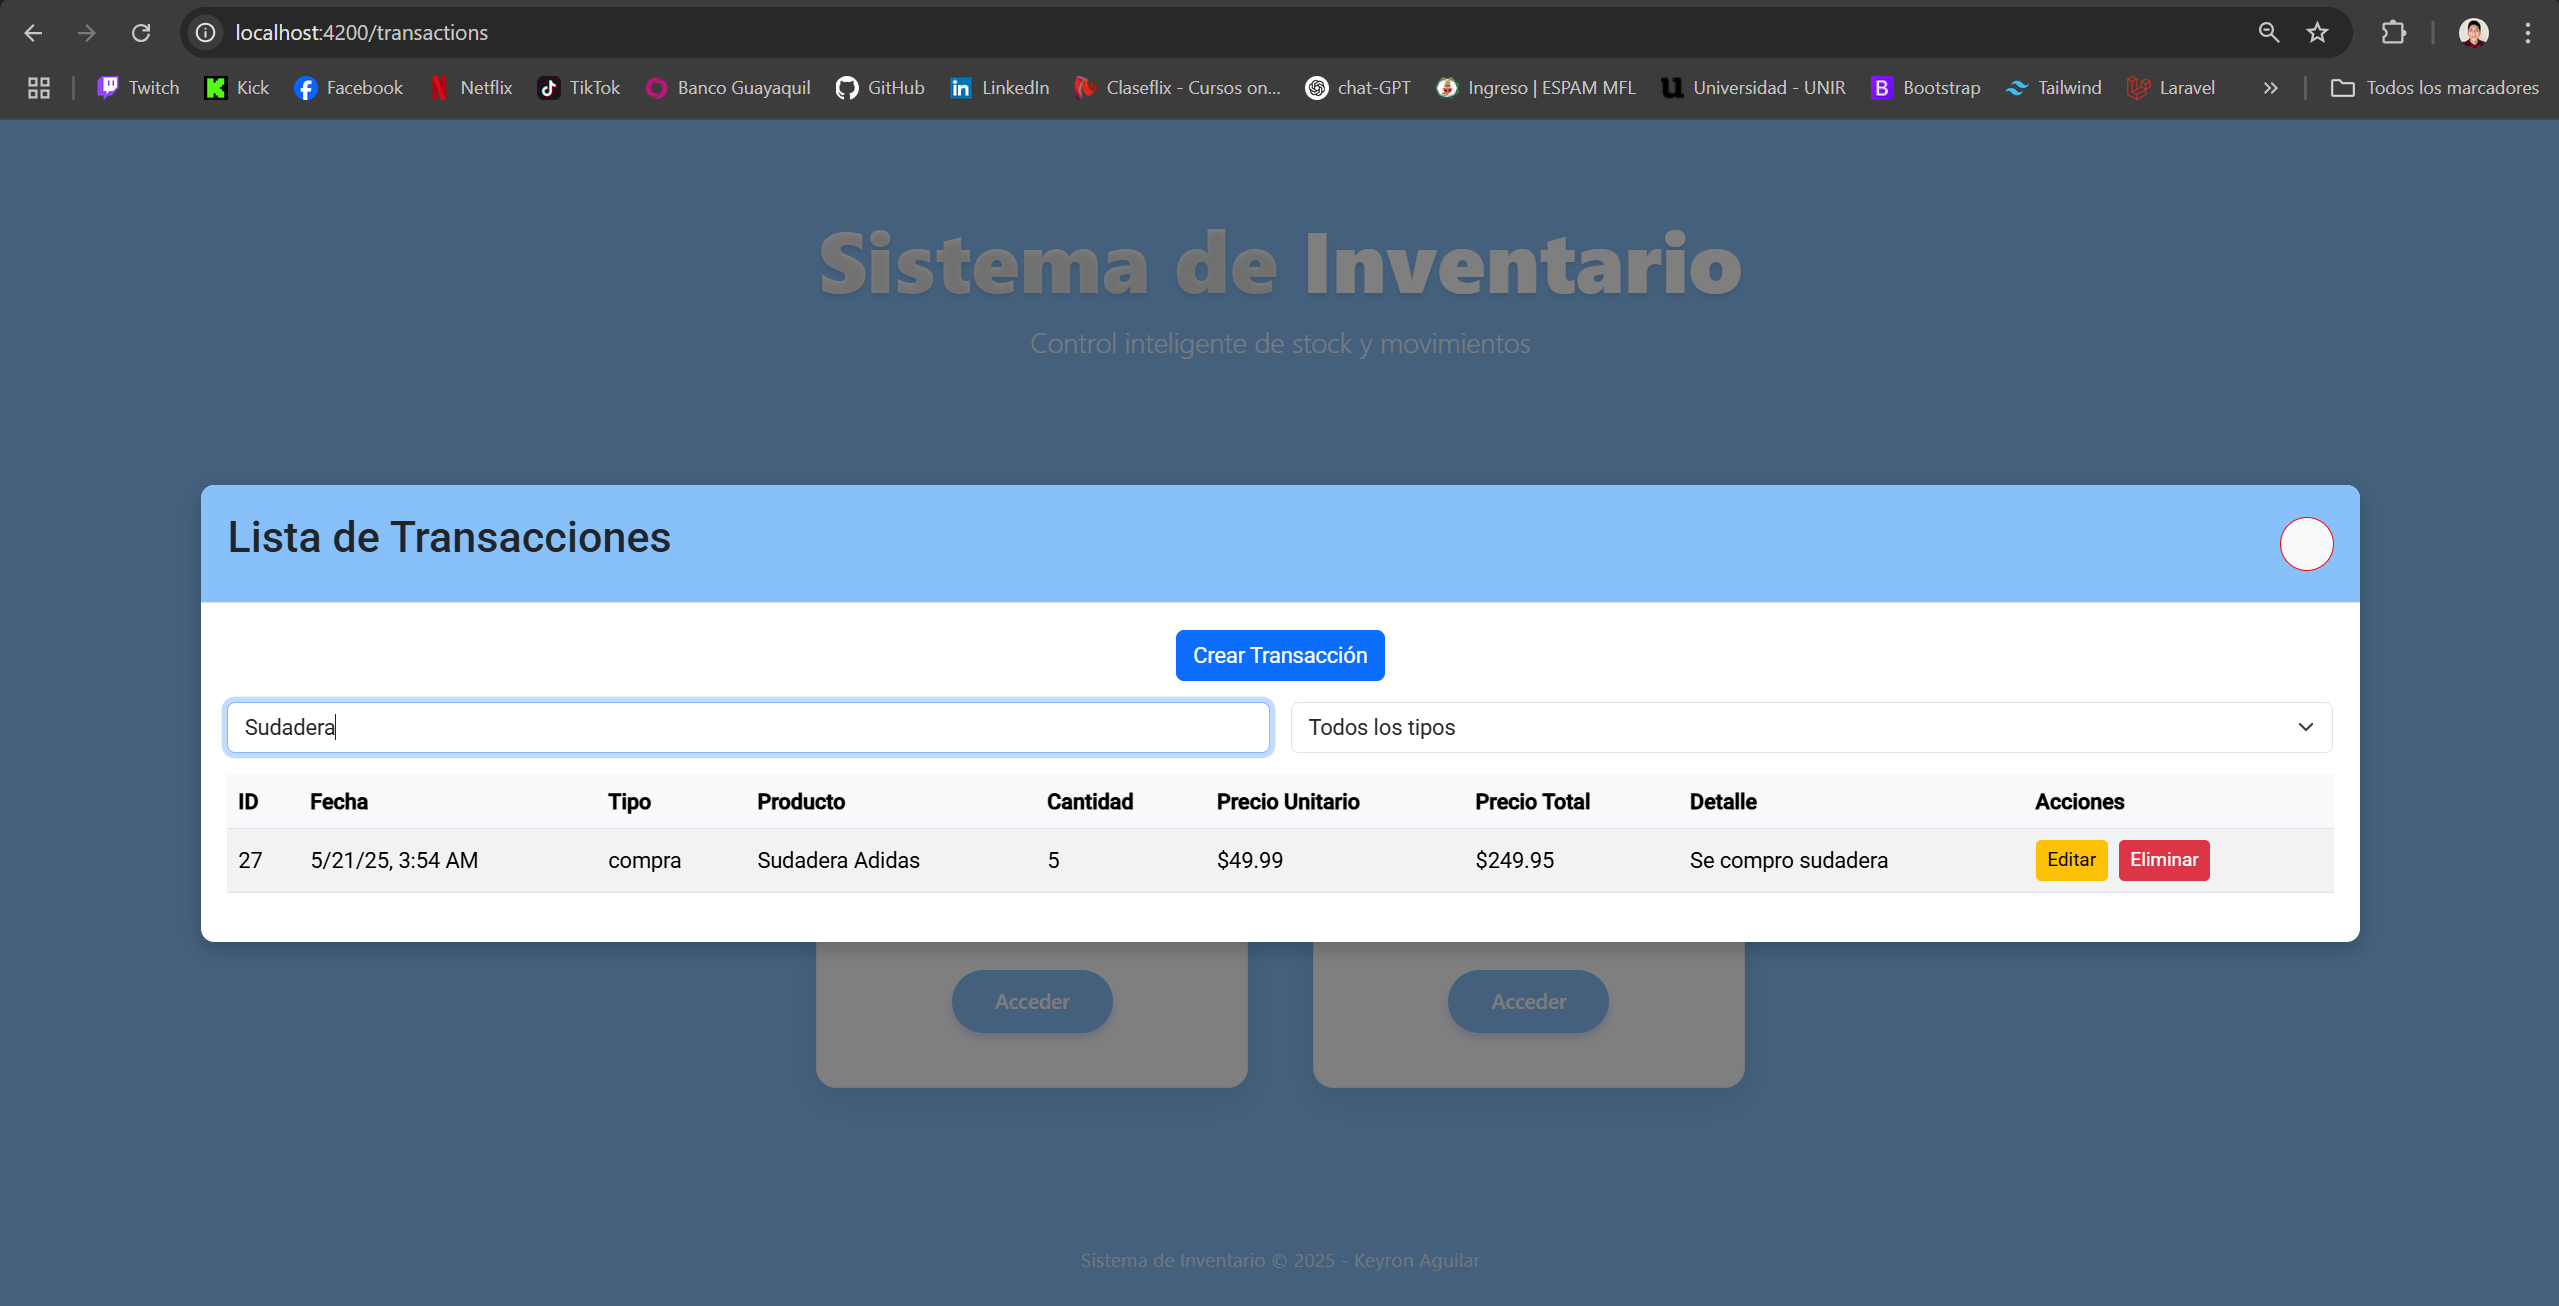 localhost:4200/transactions
Twitch Kick Facebook Netflix TikTok Banco Guayaquil GitHub LinkedIn Claseflix - Cursos on... chat-GPT Ingreso | ESPAM MFL Universidad - UNIR Bootstrap Tailwind Laravel » Todos los marcadores
Sistema de Inventario
Control inteligente de stock y movimientos
Lista de Transacciones
Crear Transacción
Sudadera Todos los tipos
ID Fecha Tipo Producto Cantidad Precio Unitario Precio Total Detalle Acciones
27 5/21/25, 3:54 AM compra Sudadera Adidas 5 $49.99 $249.95 Se compro sudadera Editar Eliminar
Acceder Acceder
Sistema de Inventario © 2025 - Keyron Aguilar